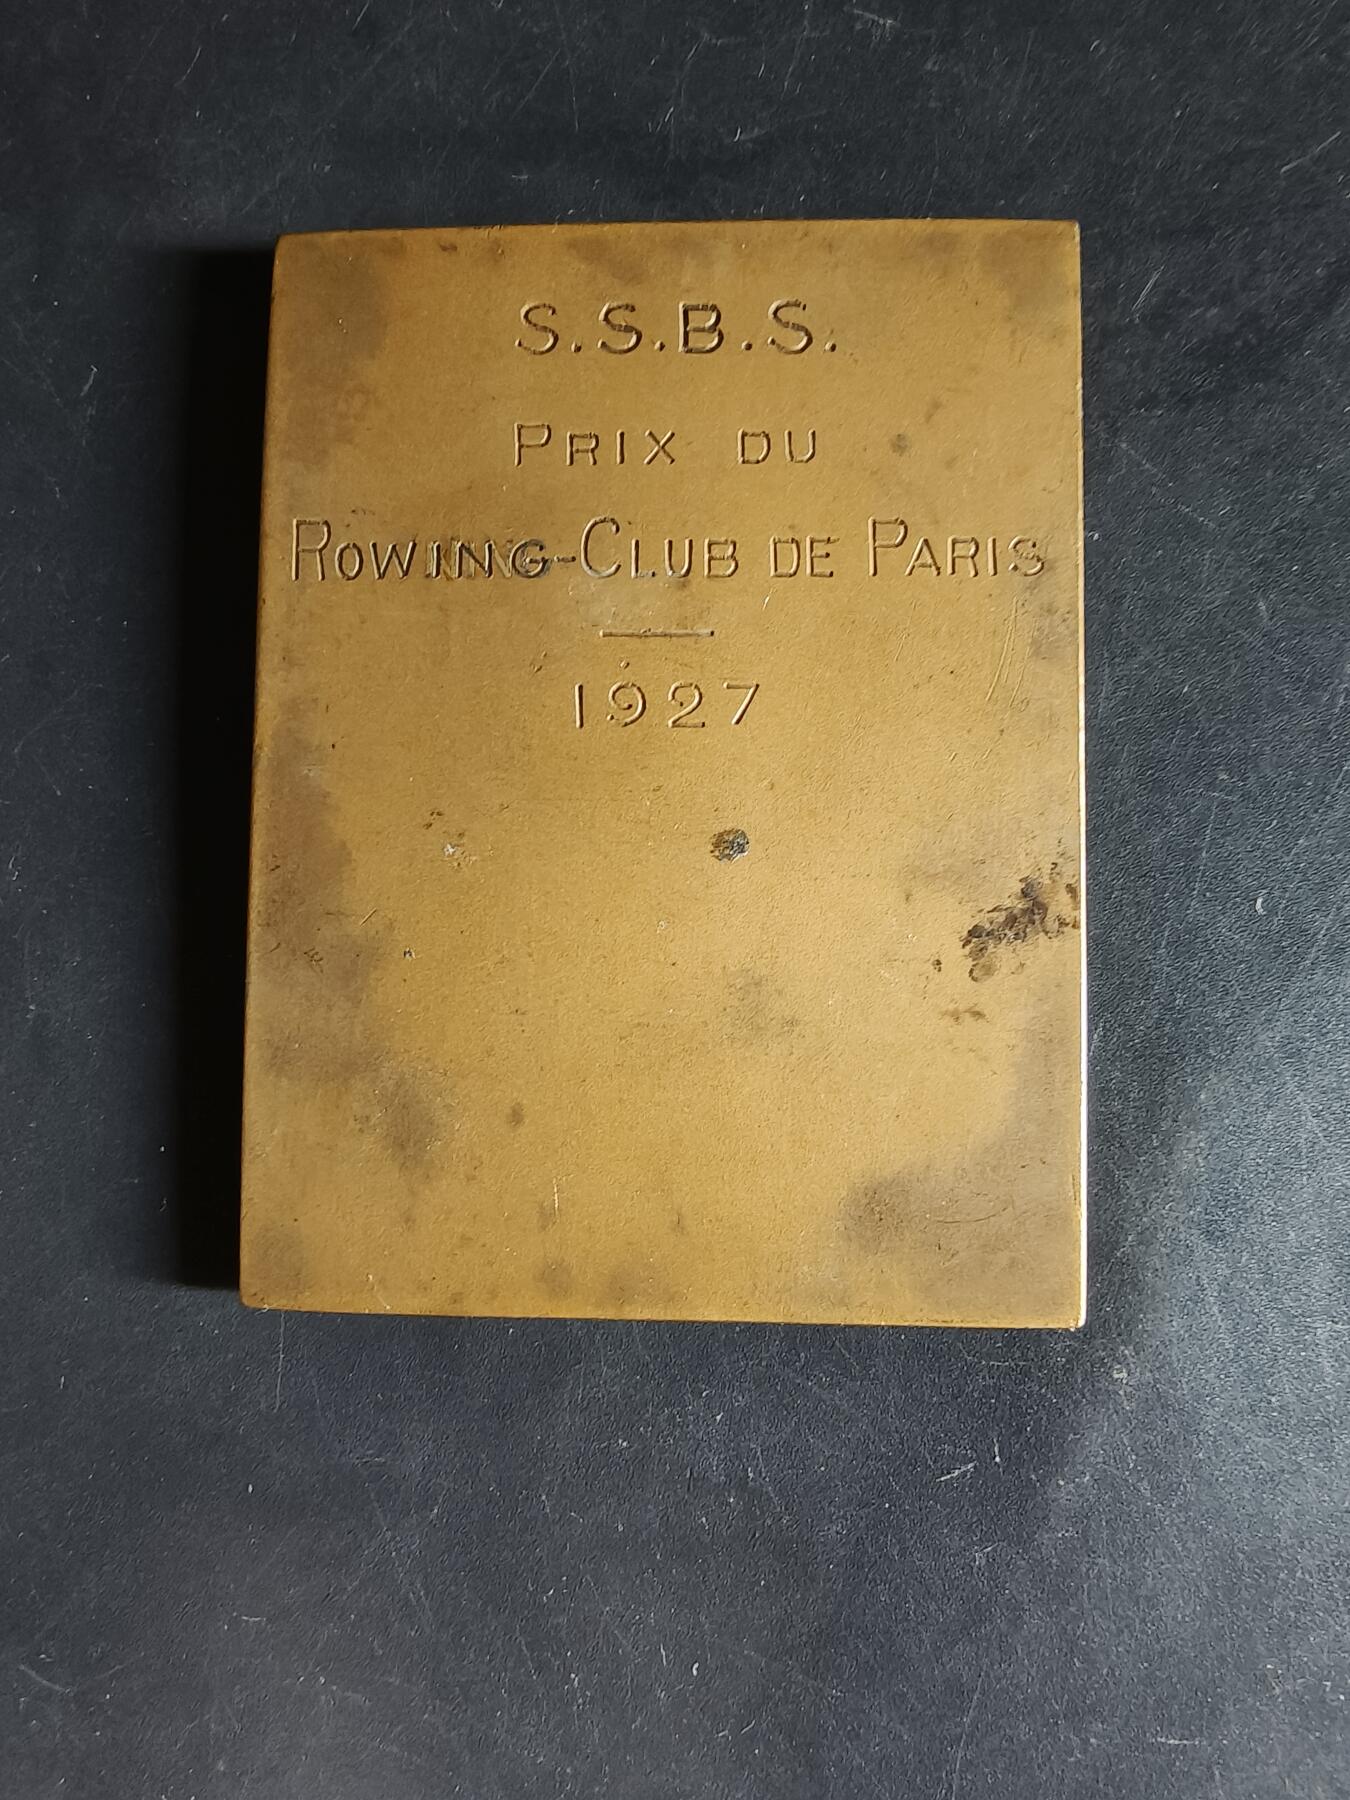 S.S.B.S.
PRIX DU
ROWING-CLUB DE PARIS
1927